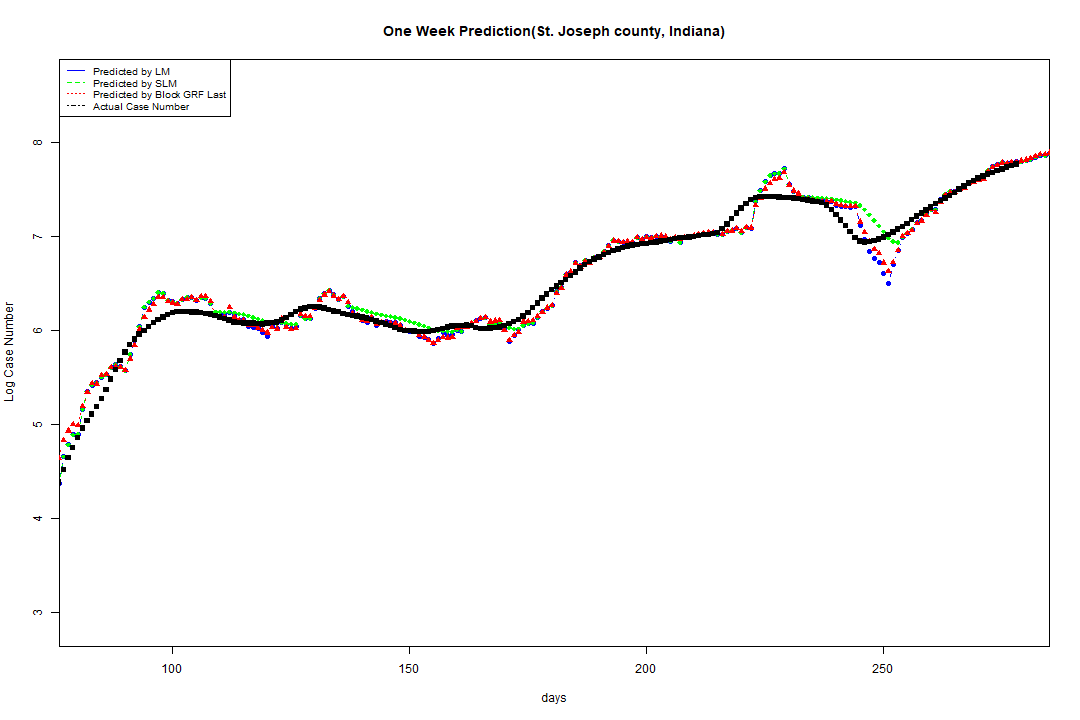 One Week Prediction(St. Joseph county, Indiana)
Predicted by LM
Predicted by SLM
Predicted by Block GRF Last
Actual Case Number
8
7
6
5
4
3
Log Case Number
100 150 200 250
days